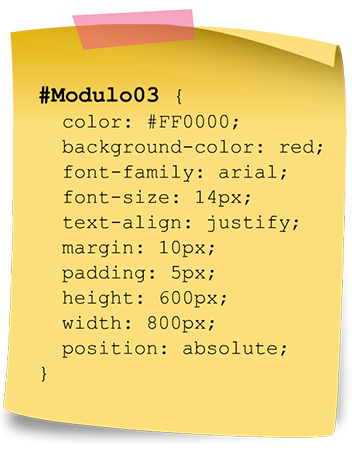 #Modulo03 {
color: #FF0000;
background-color: red;
font-family: arial;
font-size: 14px;
text-align: justify;
margin: 10px;
padding: 5px;
height: 600px;
width: 800px;
position: absolute;
}